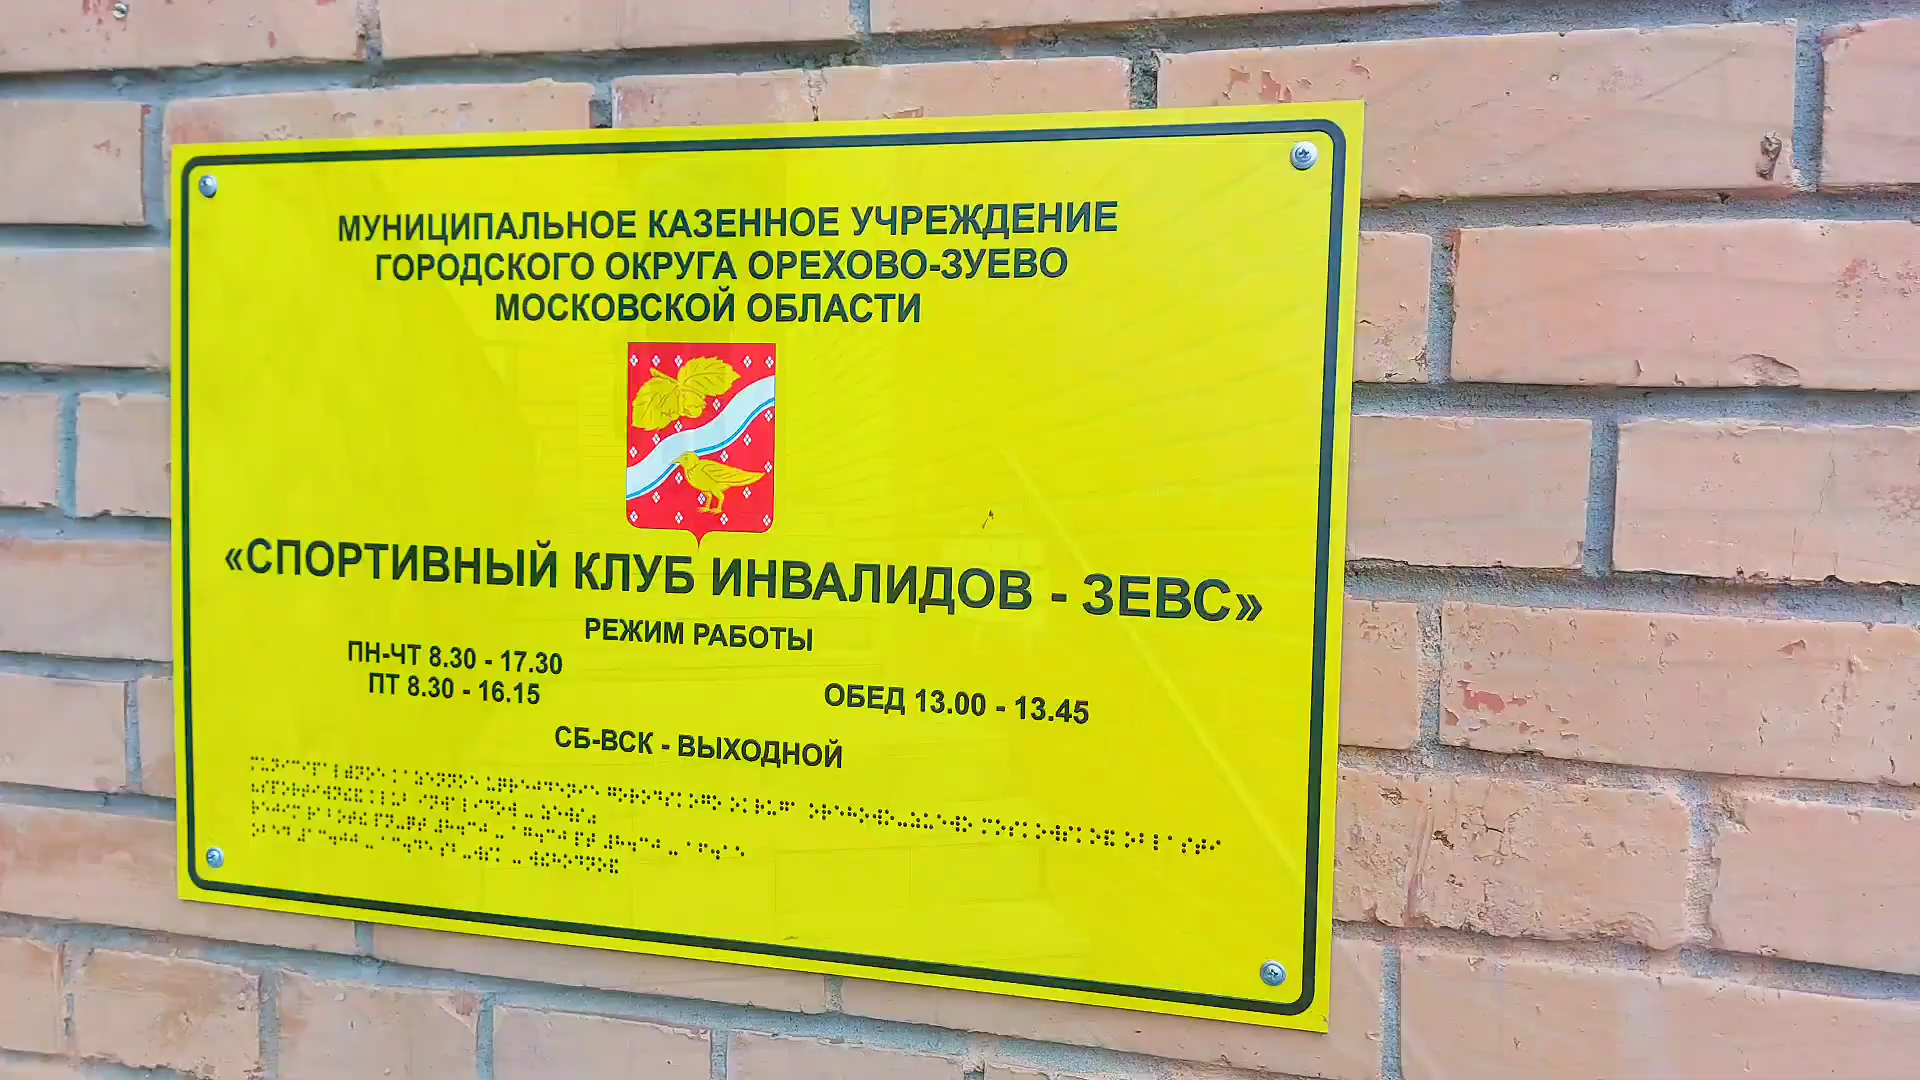 МУНИЦИПАЛЬНОЕ КАЗЕННОЕ УЧРЕЖДЕНИЕ
ГОРОДСКОГО ОКРУГА ОРЕХОВО-ЗУЕВО
МОСКОВСКОЙ ОБЛАСТИ
«СПОРТИВНЫЙ КЛУБ ИНВАЛИДОВ - ЗЕВС»
РЕЖИМ РАБОТЫ
ПН-ЧТ 8.30 - 17.30
ПТ 8.30 - 16.15
ОБЕД 13.00 - 13.45
СБ-ВСК - ВЫХОДНОЙ